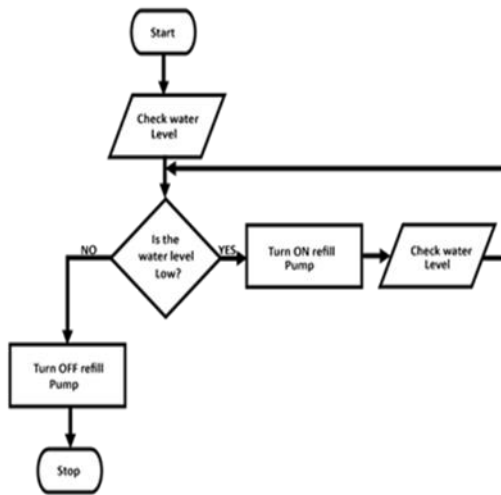 Start
Check water
Level
Is the
water level
Low?
NO
YES
Turn ON refill
Pump
Check water
Level
Turn OFF refill
Pump
Stop